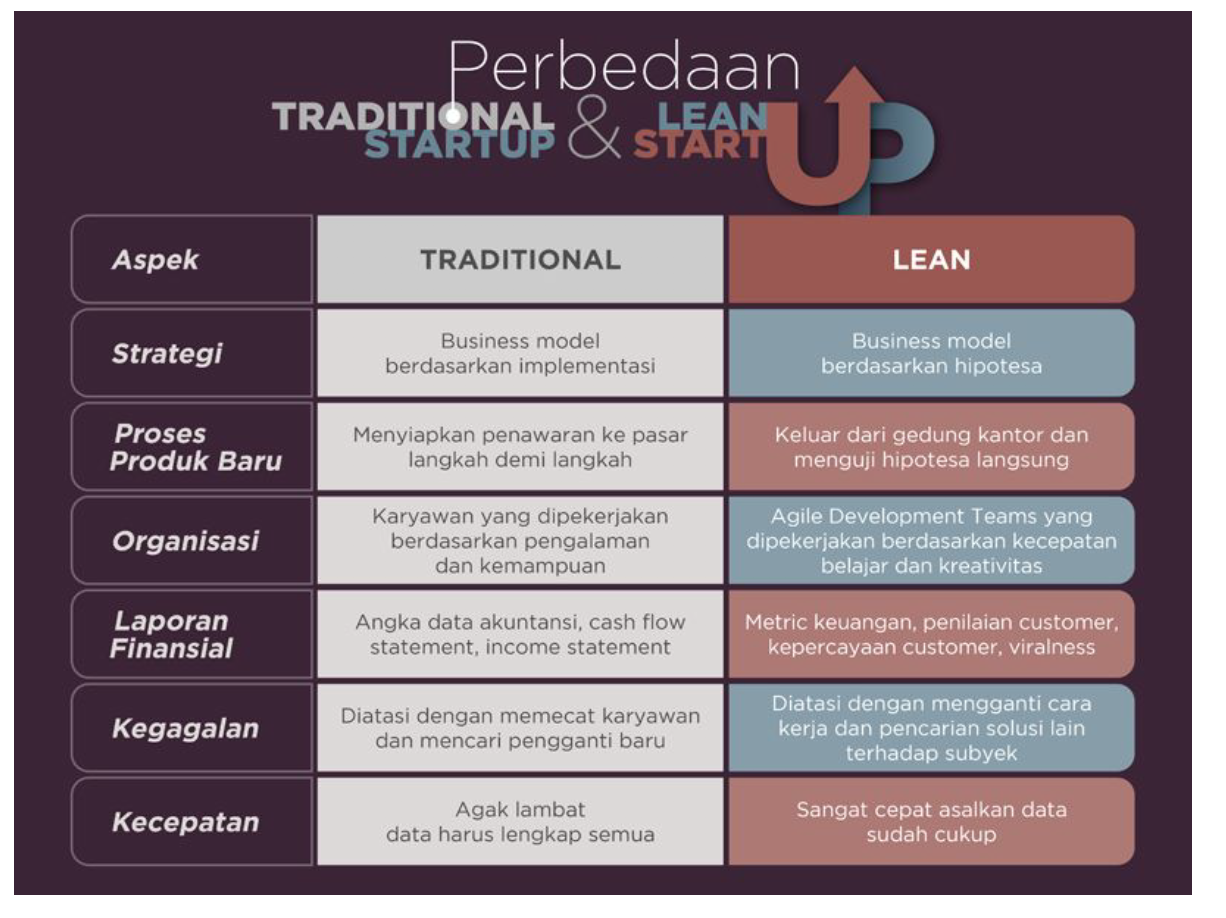 Perbedaan
TRADITIONAL
STARTUP
&
LEAN
START
UP
Aspek
TRADITIONAL
LEAN
Strategi
Business model
berdasarkan implementasi
Business model
berdasarkan hipotesa
Proses
Produk Baru
Menyiapkan penawaran ke pasar
langkah demi langkah
Keluar dari gedung kantor dan
menguji hipotesa langsung
Organisasi
Karyawan yang dipekerjakan
berdasarkan pengalaman
dan kemampuan
Agile Development Teams yang
dipekerjakan berdasarkan kecepatan
belajar dan kreativitas
Laporan
Finansial
Angka data akuntansi, cash flow
statement, income statement
Metric keuangan, penilaian customer,
kepercayaan customer, viralness
Kegagalan
Diatasi dengan memecat karyawan
dan mencari pengganti baru
Diatasi dengan mengganti cara
kerja dan pencarian solusi lain
terhadap subyek
Kecepatan
Agak lambat
data harus lengkap semua
Sangat cepat asalkan data
sudah cukup